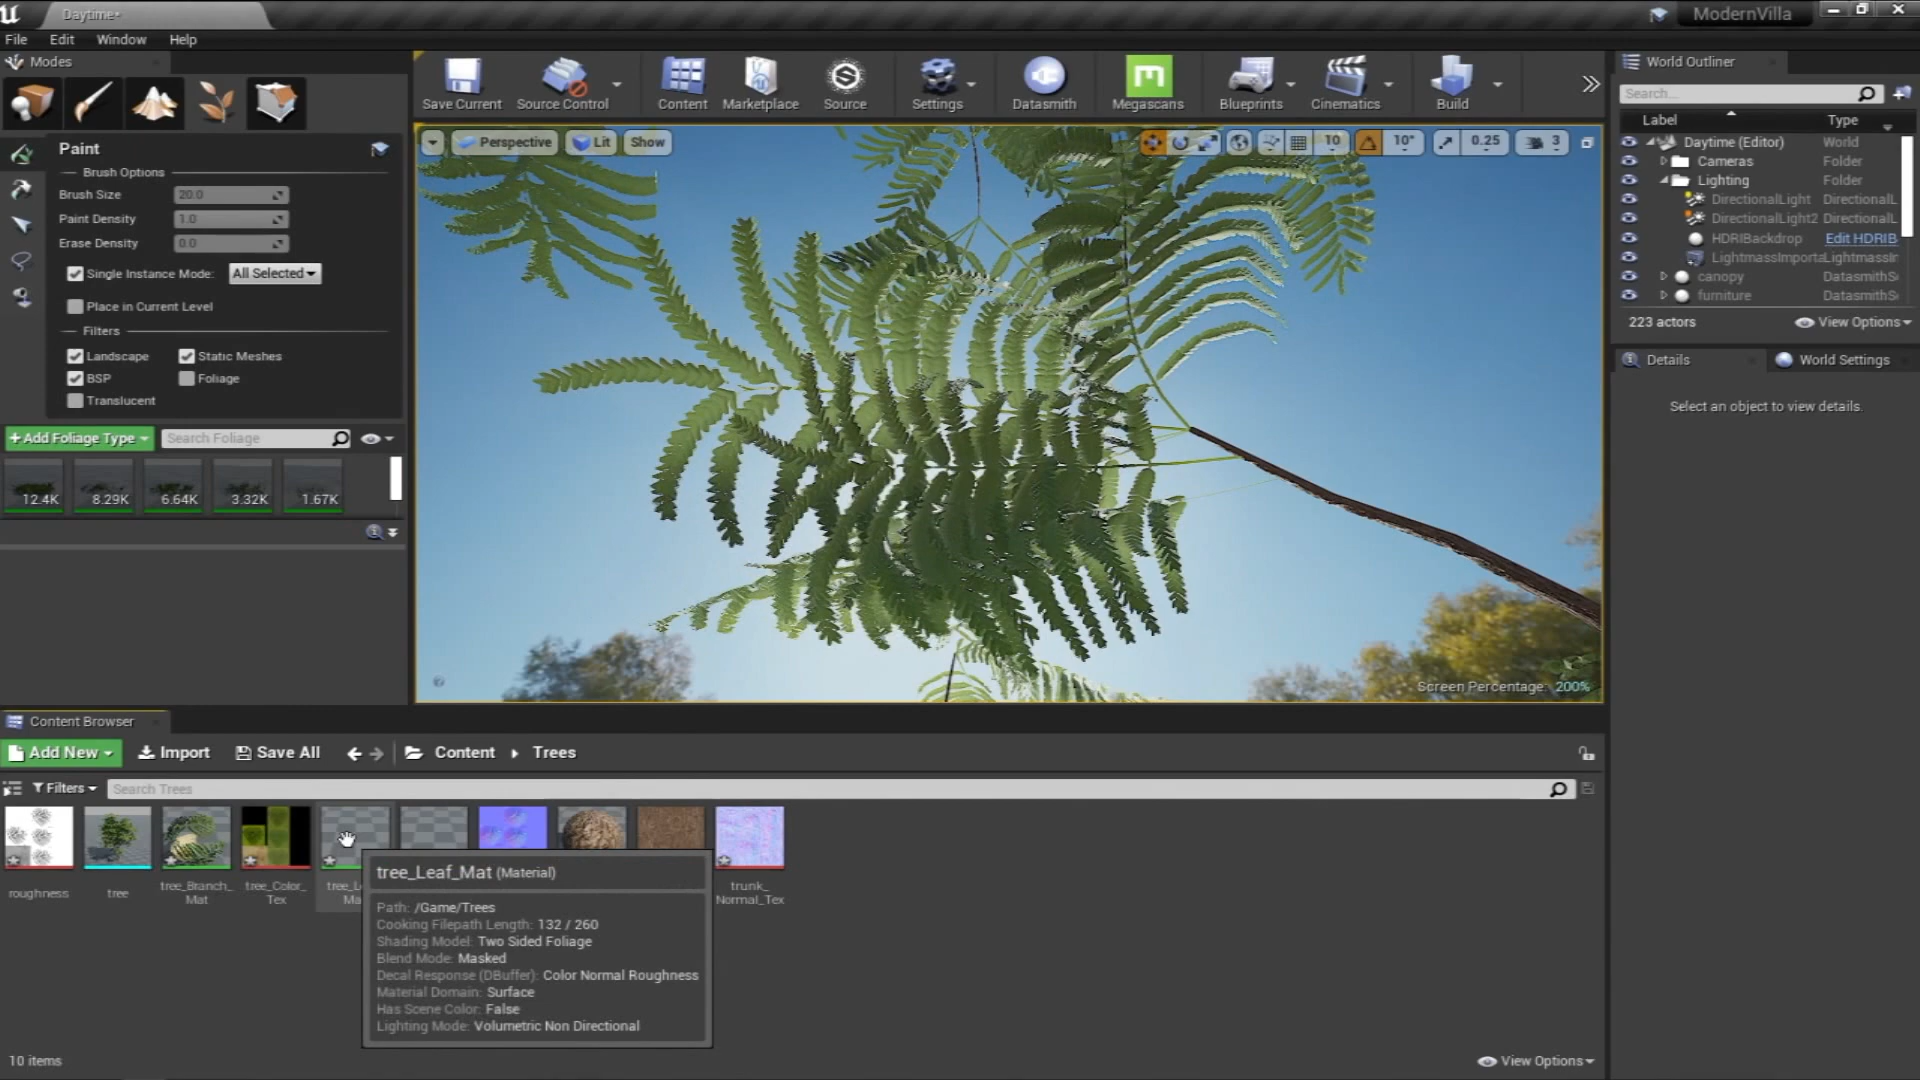 Daytime•
ModernVilla
File Edit Window Help
Modes
Save Current Source Control Content Marketplace Source Settings Datasmith Megascans Blueprints Cinematics Build
Perspective Lit Show 10 10° 0.25 3
Paint
Brush Options
Brush Size 20.0
Paint Density 1.0
Erase Density 0.0
Single Instance Mode: All Selected
Place in Current Level
Filters
Landscape Static Meshes
BSP Foliage
Translucent
Add Foliage Type Search Foliage
12.4K 8.29K 6.64K 3.32K 1.67K
Screen Percentage: 200%
World Outliner
Search...
Label Type
Daytime (Editor) World
Cameras Folder
Lighting Folder
DirectionalLight DirectionalL
DirectionalLight2 DirectionalL
HDRIBackdrop Edit HDRIB
LightmassImporta LightmassIr
canopy DatasmithS
furniture DatasmithS
223 actors View Options
Details World Settings
Select an object to view details.
Content Browser
Add New Import Save All Content Trees
Filters Search Trees
roughness
tree
tree_Branch_
Mat
tree_Color_
Tex
tree_L
Ma
trunk_
Normal_Tex
tree_Leaf_Mat (Material)
Path: /Game/Trees
Cooking Filepath Length: 132 / 260
Shading Model: Two Sided Foliage
Blend Mode: Masked
Decal Response (DBuffer): Color Normal Roughness
Material Domain: Surface
Has Scene Color: False
Lighting Mode: Volumetric Non Directional
10 items View Options